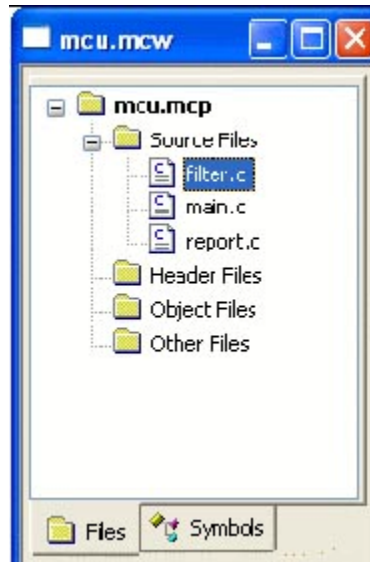 mcu.mcw
mcu.mcp
Source Files
filter.c
main.c
report.c
Header Files
Object Files
Other Files
Files Symbols